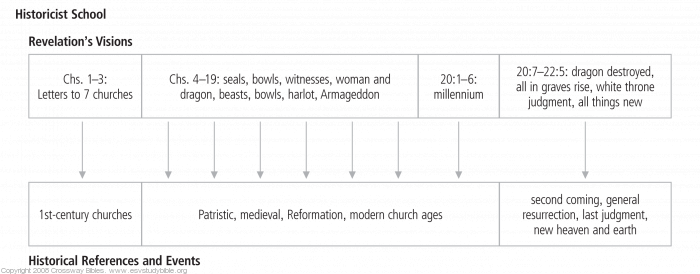 Historicist School
Revelation's Visions
Chs. 1–3:
Letters to 7 churches
Chs. 4–19: seals, bowls, witnesses, woman and
dragon, beasts, bowls, harlot, Armageddon
20:1–6:
millennium
20:7–22:5: dragon destroyed,
all in graves rise, white throne
judgment, all things new
1st-century churches
Patristic, medieval, Reformation, modern church ages
second coming, general
resurrection, last judgment,
new heaven and earth
Historical References and Events
Copyright 2008 Crossway Bibles. www.esvstudybible.org